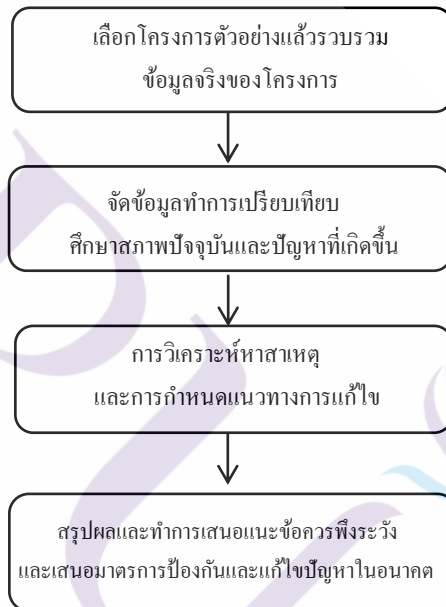 เลือกโครงการตัวอย่างแล้วรวบรวม
ข้อมูลจริงของโครงการ
จัดข้อมูลทำการเปรียบเทียบ
ศึกษาสภาพปัจจุบันและปัญหาที่เกิดขึ้น
การวิเคราะห์หาสาเหตุ
และการกำหนดแนวทางการแก้ไข
สรุปผลและทำการเสนอแนะข้อควรพึงระวัง
และเสนอมาตรการป้องกันและแก้ไขปัญหาในอนาคต